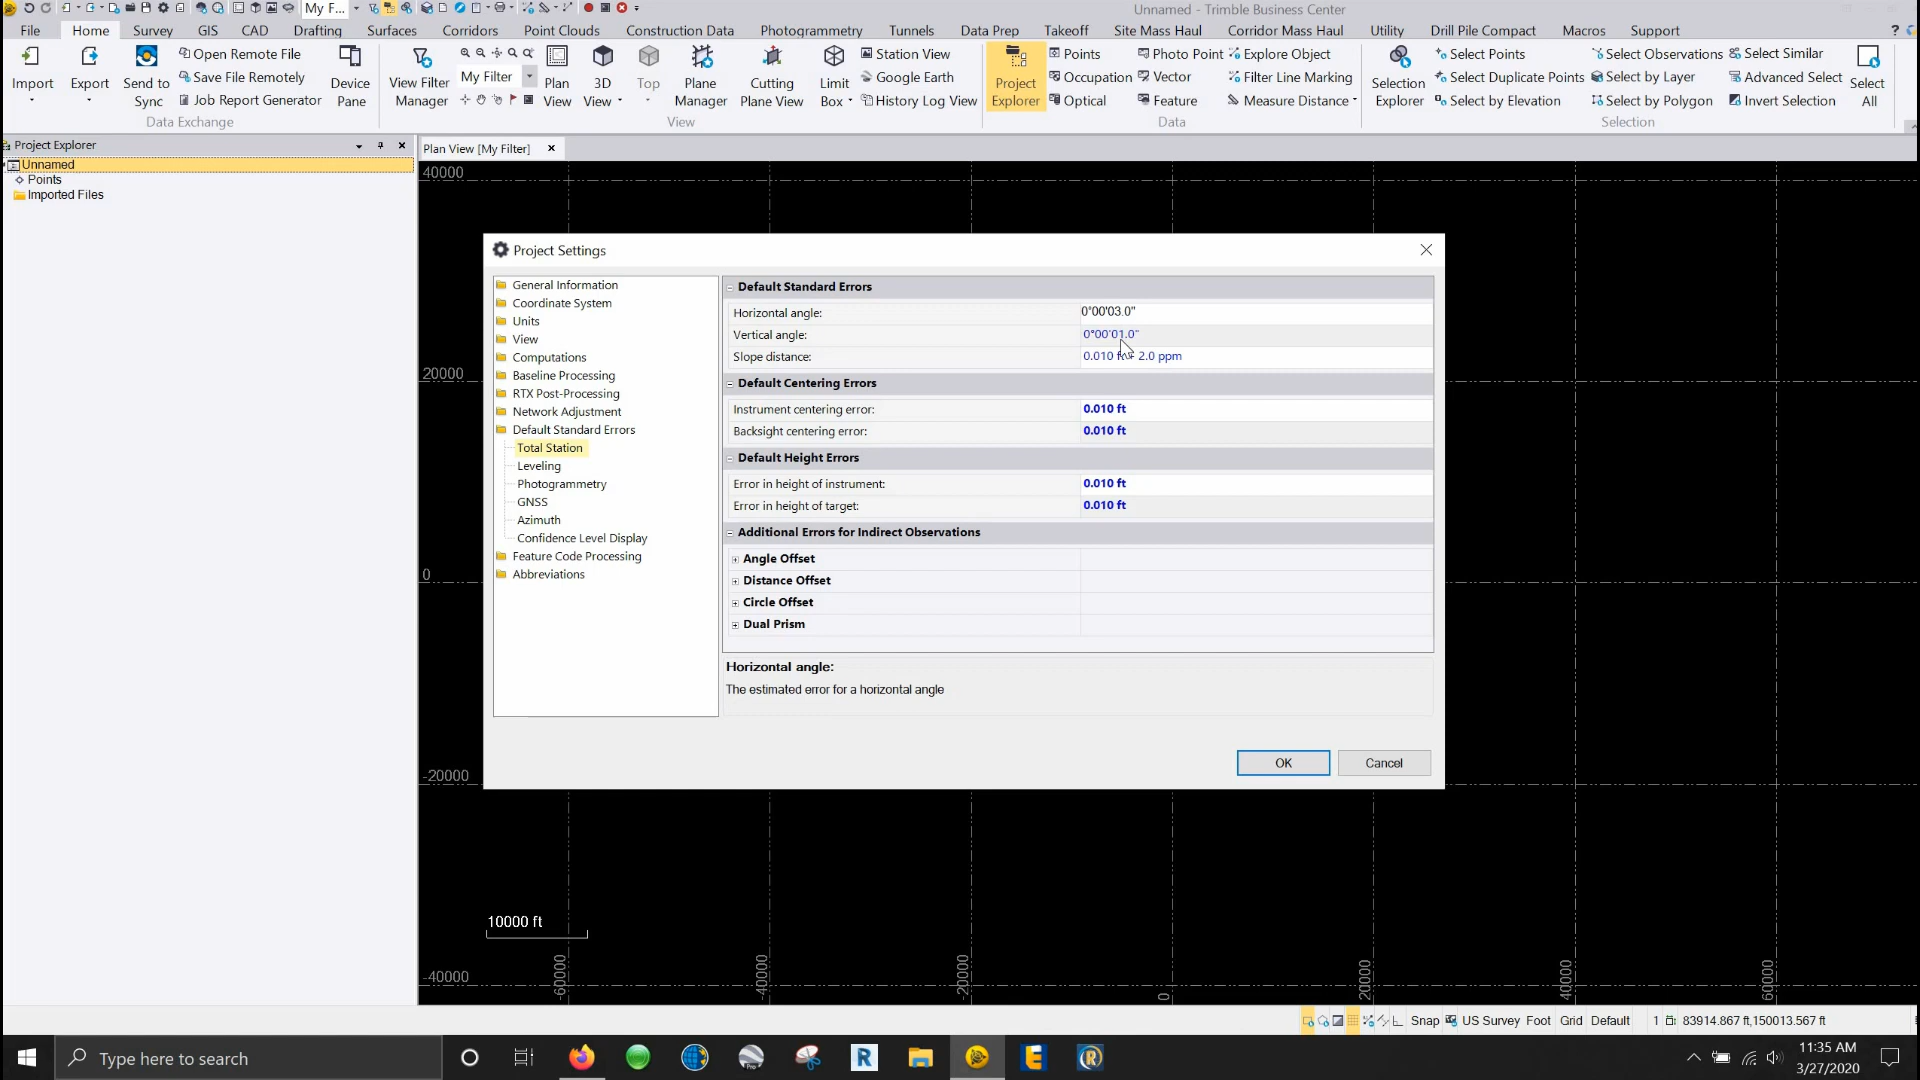 My F...
Unnamed - Trimble Business Center
File Home Survey GIS CAD Drafting Surfaces Corridors Point Clouds Construction Data Photogrammetry Tunnels Data Prep Takeoff Site Mass Haul Corridor Mass Haul Utility Drill Pile Compact Macros Support
Import
Export
Send to Sync
Open Remote File
Save File Remotely
Job Report Generator
Device Pane
Data Exchange
View Filter Manager
My Filter
Plan View
3D View
Top
Plane Manager
Cutting Plane View
Limit Box
Station View
Google Earth
History Log View
View
Project Explorer
Points
Occupation
Optical
Photo Point
Vector
Feature
Explore Object
Filter Line Marking
Measure Distance
Data
Selection Explorer
Select Points
Select Duplicate Points
Select by Elevation
Select Observations
Select by Layer
Select by Polygon
Select Similar
Advanced Select
Invert Selection
Select All
Selection
Project Explorer
Unnamed
Points
Imported Files
Plan View [My Filter]
40000
20000
0
-20000
-40000
Project Settings
General Information
Coordinate System
Units
View
Computations
Baseline Processing
RTX Post-Processing
Network Adjustment
Default Standard Errors
Total Station
Leveling
Photogrammetry
GNSS
Azimuth
Confidence Level Display
Feature Code Processing
Abbreviations
Default Standard Errors
Horizontal angle: 0°00'03.0"
Vertical angle: 0°00'01.0"
Slope distance: 0.010 ft + 2.0 ppm
Default Centering Errors
Instrument centering error: 0.010 ft
Backsight centering error: 0.010 ft
Default Height Errors
Error in height of instrument: 0.010 ft
Error in height of target: 0.010 ft
Additional Errors for Indirect Observations
Angle Offset
Distance Offset
Circle Offset
Dual Prism
Horizontal angle:
The estimated error for a horizontal angle
OK
Cancel
10000 ft
-60000
-40000
-20000
0
20000
40000
60000
Snap US Survey Foot Grid Default 1 83914.867 ft,150013.567 ft
Type here to search
11:35 AM
3/27/2020